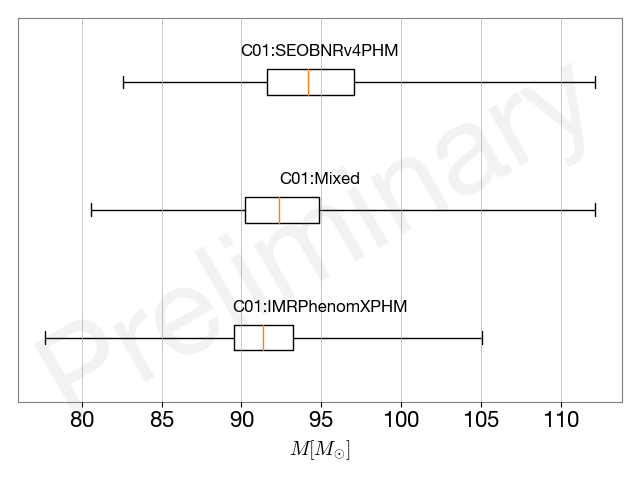 C01:SEOBNRv4PHM
C01:Mixed
C01:IMRPhenomXPHM
Preliminary
80 85 90 95 100 105 110
M[M☉]